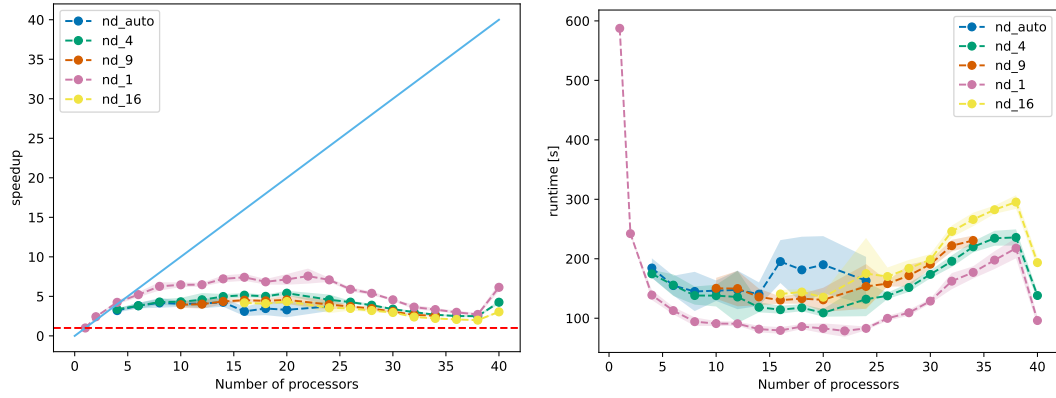 40
35
30
25
20
15
10
5
0
speedup
nd_auto
nd_4
nd_9
nd_1
nd_16
0 5 10 15 20 25 30 35 40
Number of processors
600
500
400
300
200
100
runtime [s]
nd_auto
nd_4
nd_9
nd_1
nd_16
0 5 10 15 20 25 30 35 40
Number of processors